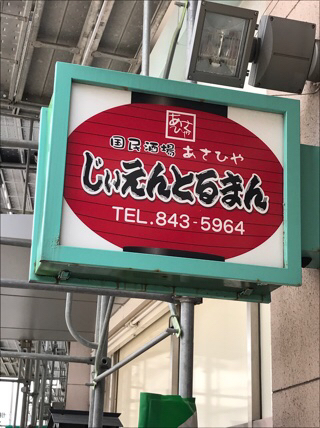 あさ
ひや
国民酒場 あさひや
じぃえんとるまん
TEL.843-5964